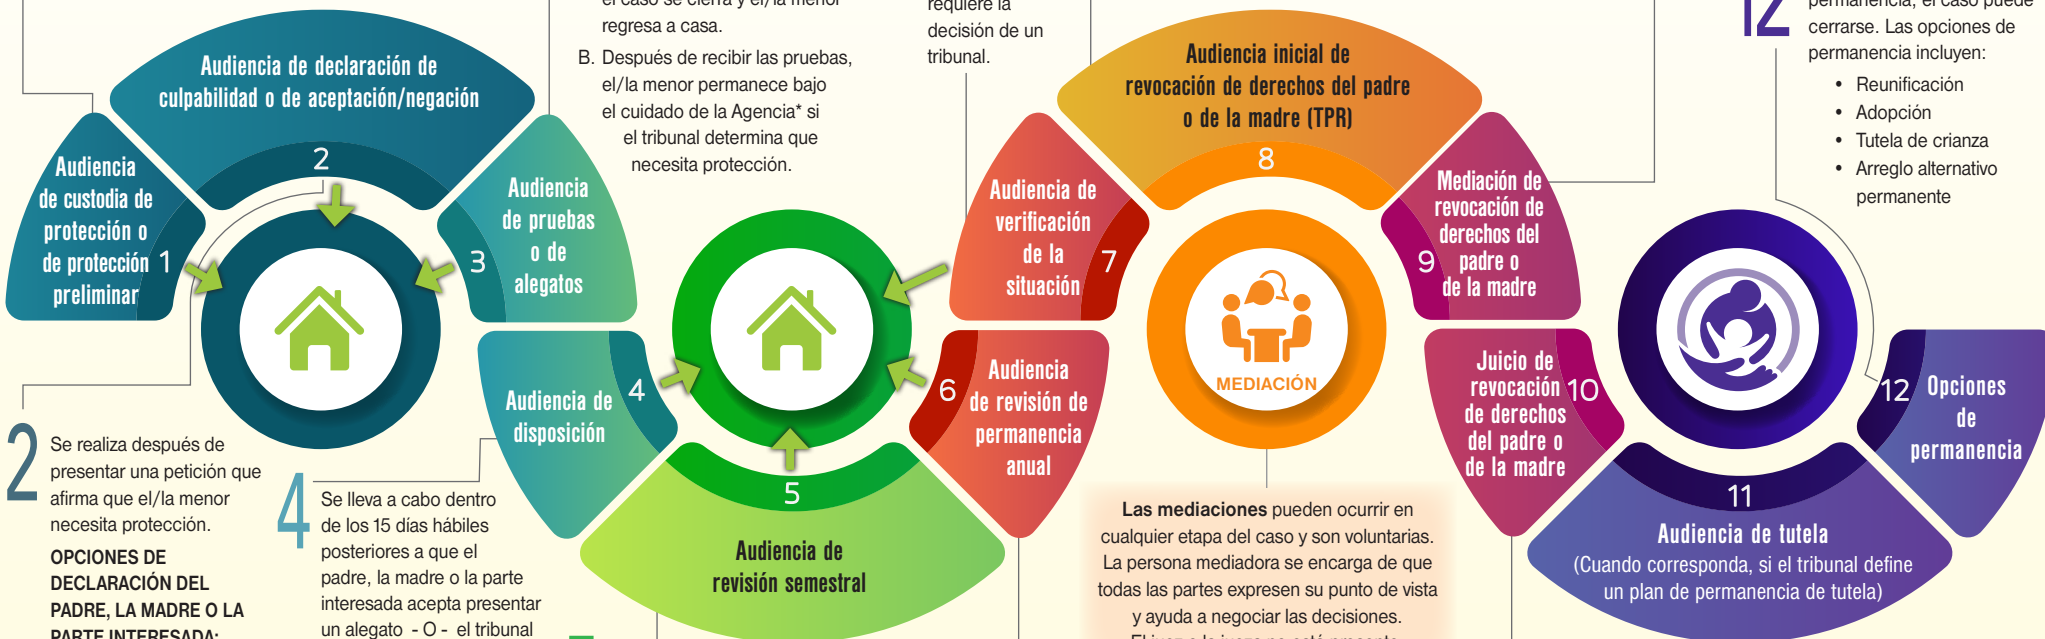 el caso se cierra y el/la menor
regresa a casa.
B. Después de recibir las pruebas,
el/la menor permanece bajo
el cuidado de la Agencia* si
el tribunal determina que
necesita protección.
requiere la
decisión de un
tribunal.
12
permanencia, el caso puede
cerrarse. Las opciones de
permanencia incluyen:
• Reunificación
• Adopción
• Tutela de crianza
• Arreglo alternativo
permanente
Audiencia
de custodia de
protección o
de protección
preliminar
1
Audiencia de declaración de
culpabilidad o de aceptación/negación
2
Audiencia
de pruebas
o de
alegatos
3
Audiencia de
disposición
4
5
Audiencia de
revisión semestral
6
Audiencia
de revisión de
permanencia
anual
Audiencia de
verificación
de la
situación
7
Audiencia inicial de
revocación de derechos del padre
o de la madre (TPR)
8
MEDIACIÓN
Mediación de
revocación de
derechos del
padre o
de la madre
9
Juicio de
revocación
de derechos
del padre o
de la madre
10
11
Audiencia de tutela
(Cuando corresponda, si el tribunal define
un plan de permanencia de tutela)
12
Opciones
de
permanencia
2
Se realiza después de
presentar una petición que
afirma que el/la menor
necesita protección.
OPCIONES DE
DECLARACIÓN DEL
PADRE, LA MADRE O LA
PARTE INTERESADA:
4
Se lleva a cabo dentro
de los 15 días hábiles
posteriores a que el
padre, la madre o la parte
interesada acepta presentar
un alegato - O - el tribunal
Las mediaciones pueden ocurrir en
cualquier etapa del caso y son voluntarias.
La persona mediadora se encarga de que
todas las partes expresen su punto de vista
y ayuda a negociar las decisiones.